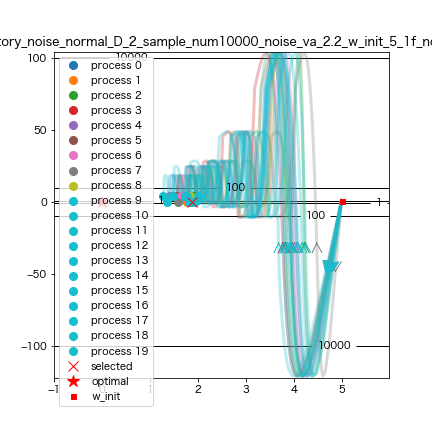 tory_noise_normal_D_2_sample_num10000_noise_va_2.2_w_init_5_1f_no
process 0
process 1
process 2
process 3
process 4
process 5
process 6
process 7
process 8
process 9
process 10
process 11
process 12
process 13
process 14
process 15
process 16
process 17
process 18
process 19
selected
optimal
w_init
100
50
0
−50
−100
100
1
100
10000
2
3
4
5